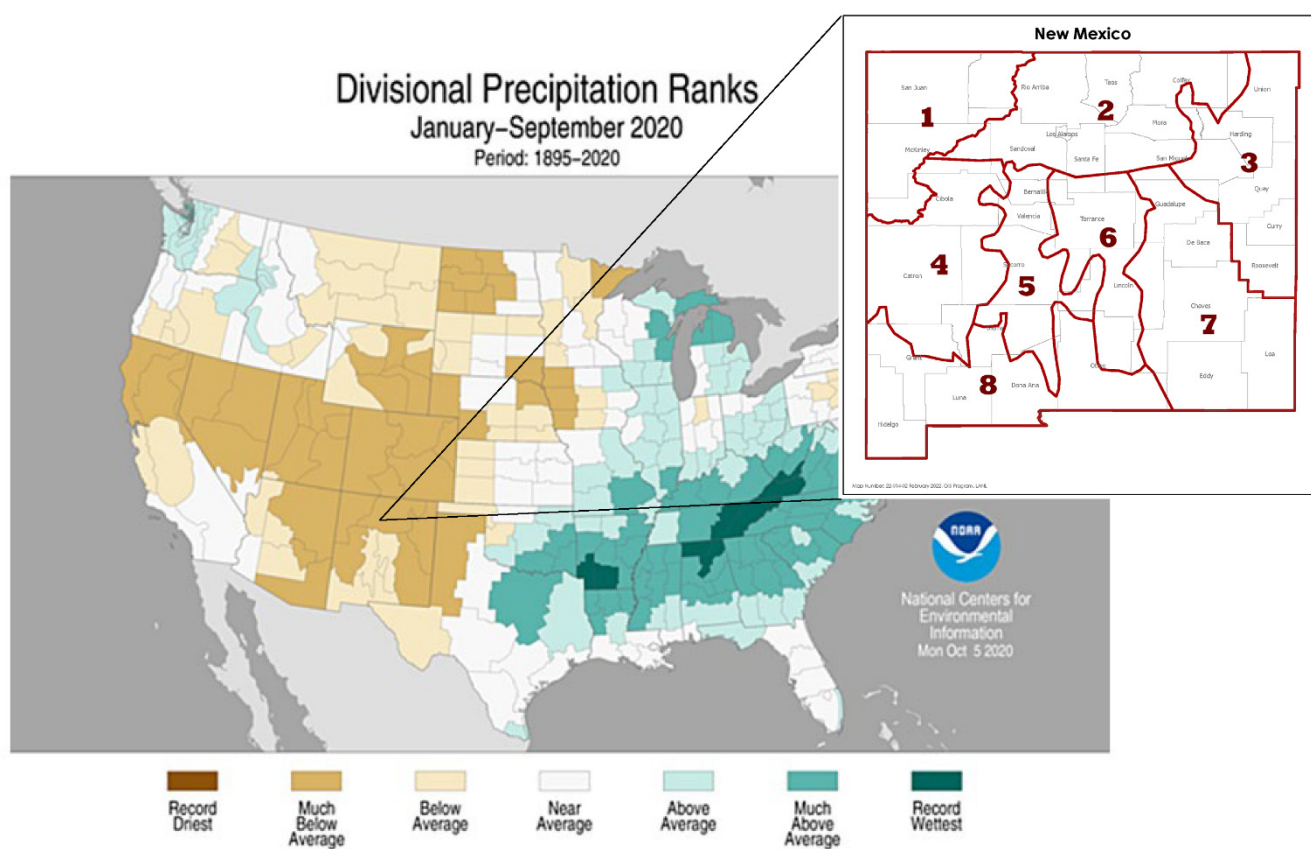 Divisional Precipitation Ranks
January–September 2020
Period: 1895–2020
New Mexico
San Juan
Rio Arriba
Taos
Colfax
Union
1
2
Mora
Los Alamos
Harding
McKinley
Sandoval
Santa Fe
San Miguel
3
Quay
Cibola
Bernalillo
Valencia
Torrance
Guadalupe
Curry
6
De Baca
4
Catron
Socorro
5
Lincoln
Roosevelt
Chaves
7
Lea
Grant
8
Otero
Eddy
Luna
Dona Ana
Hidalgo
NOAA
National Centers for
Environmental
Information
Mon Oct 5 2020
Record
Driest
Much
Below
Average
Below
Average
Near
Average
Above
Average
Much
Above
Average
Record
Wettest